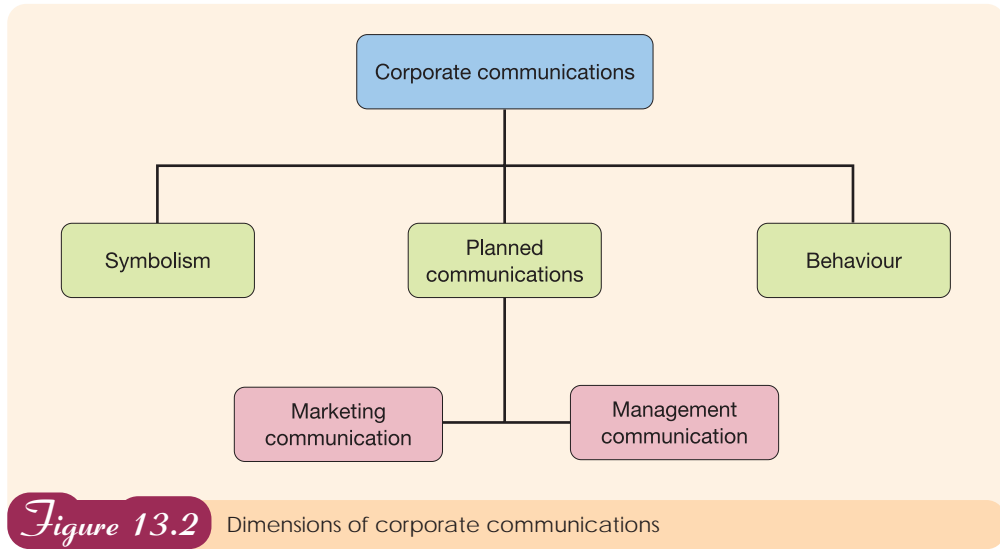 Corporate communications
Symbolism
Planned
communications
Behaviour
Marketing
communication
Management
communication
Figure 13.2 Dimensions of corporate communications